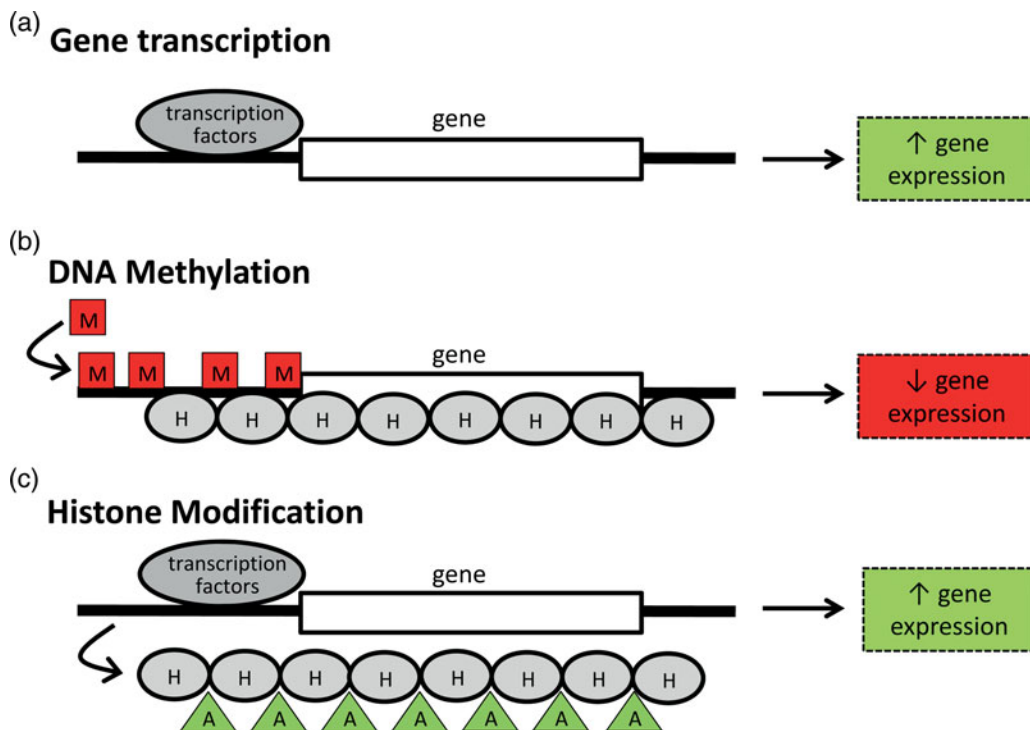 (a)
Gene transcription
transcription
factors
gene
↑ gene
expression
(b)
DNA Methylation
M
M M M M
gene
H H H H H H H H
↓ gene
expression
(c)
Histone Modification
transcription
factors
gene
↑ gene
expression
H H H H H H H H
A A A A A A A